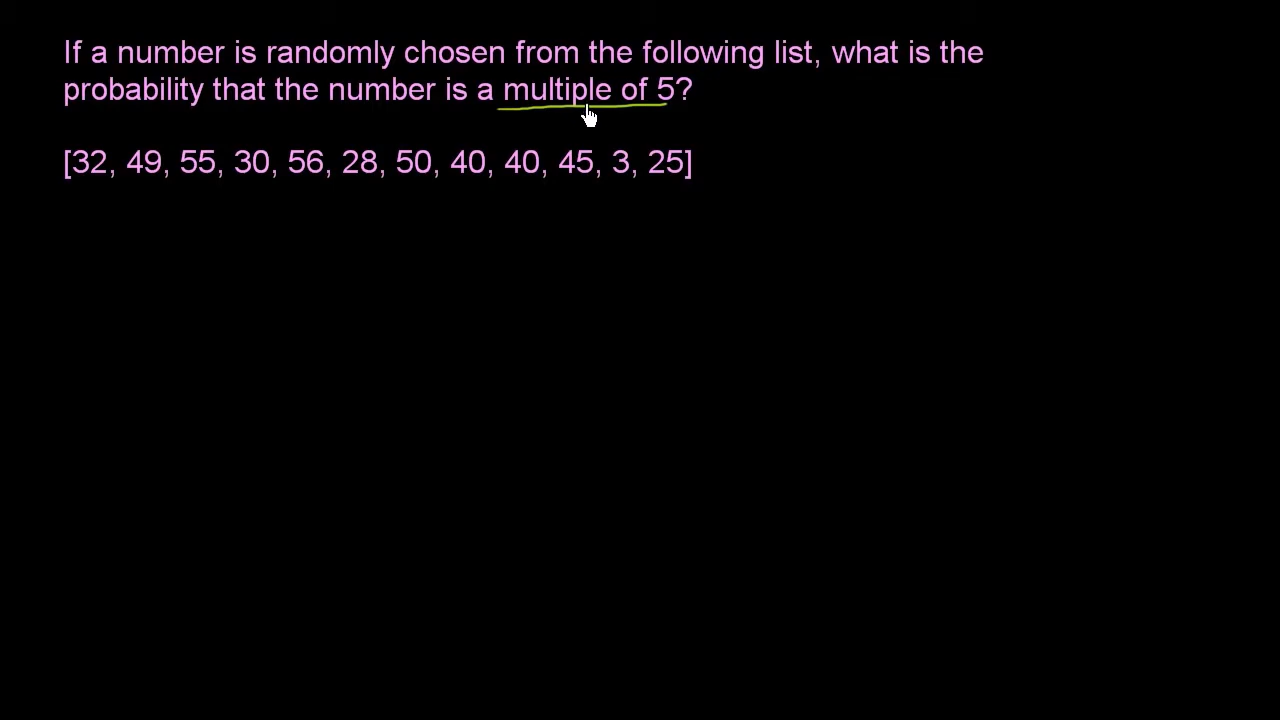 If a number is randomly chosen from the following list, what is the
probability that the number is a multiple of 5?
[32, 49, 55, 30, 56, 28, 50, 40, 40, 45, 3, 25]